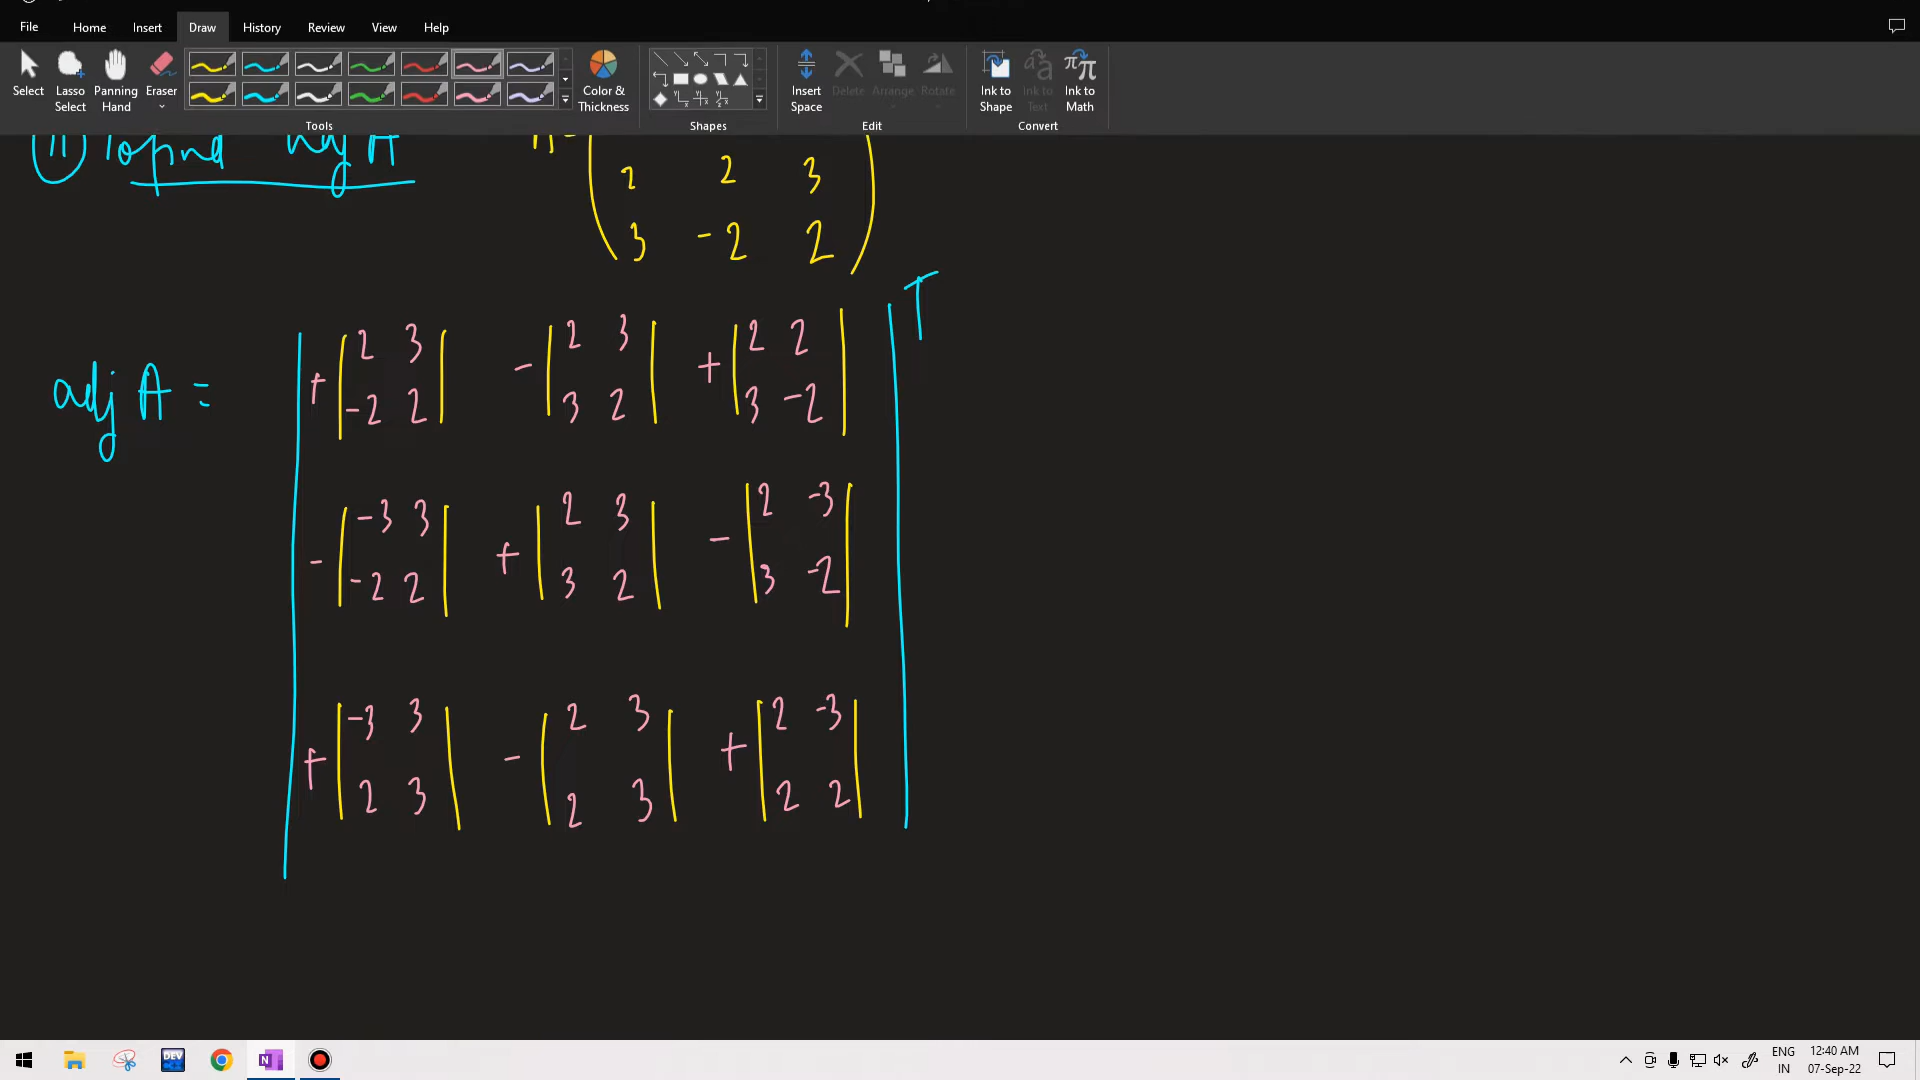 File Home Insert Draw History Review View Help
Select Lasso Select Panning Hand Eraser Color & Thickness Insert Space Delete Arrange Rotate Ink to Shape Ink to Text Ink to Math
Tools Shapes Edit Convert
A
2 2 3
3 -2 2
T
adj A =
+ | 2 3 | - | 2 3 | + | 2 2 |
| -2 2 | | 3 2 | | 3 -2 |
- | -3 3 | + | 2 3 | - | 2 -3 |
| -2 2 | | 3 2 | | 3 -2 |
+ | -3 3 | - | 2 3 | + | 2 -3 |
| 2 3 | | 2 3 | | 2 2 |
DEV
N
ENG 12:40 AM
IN 07-Sep-22